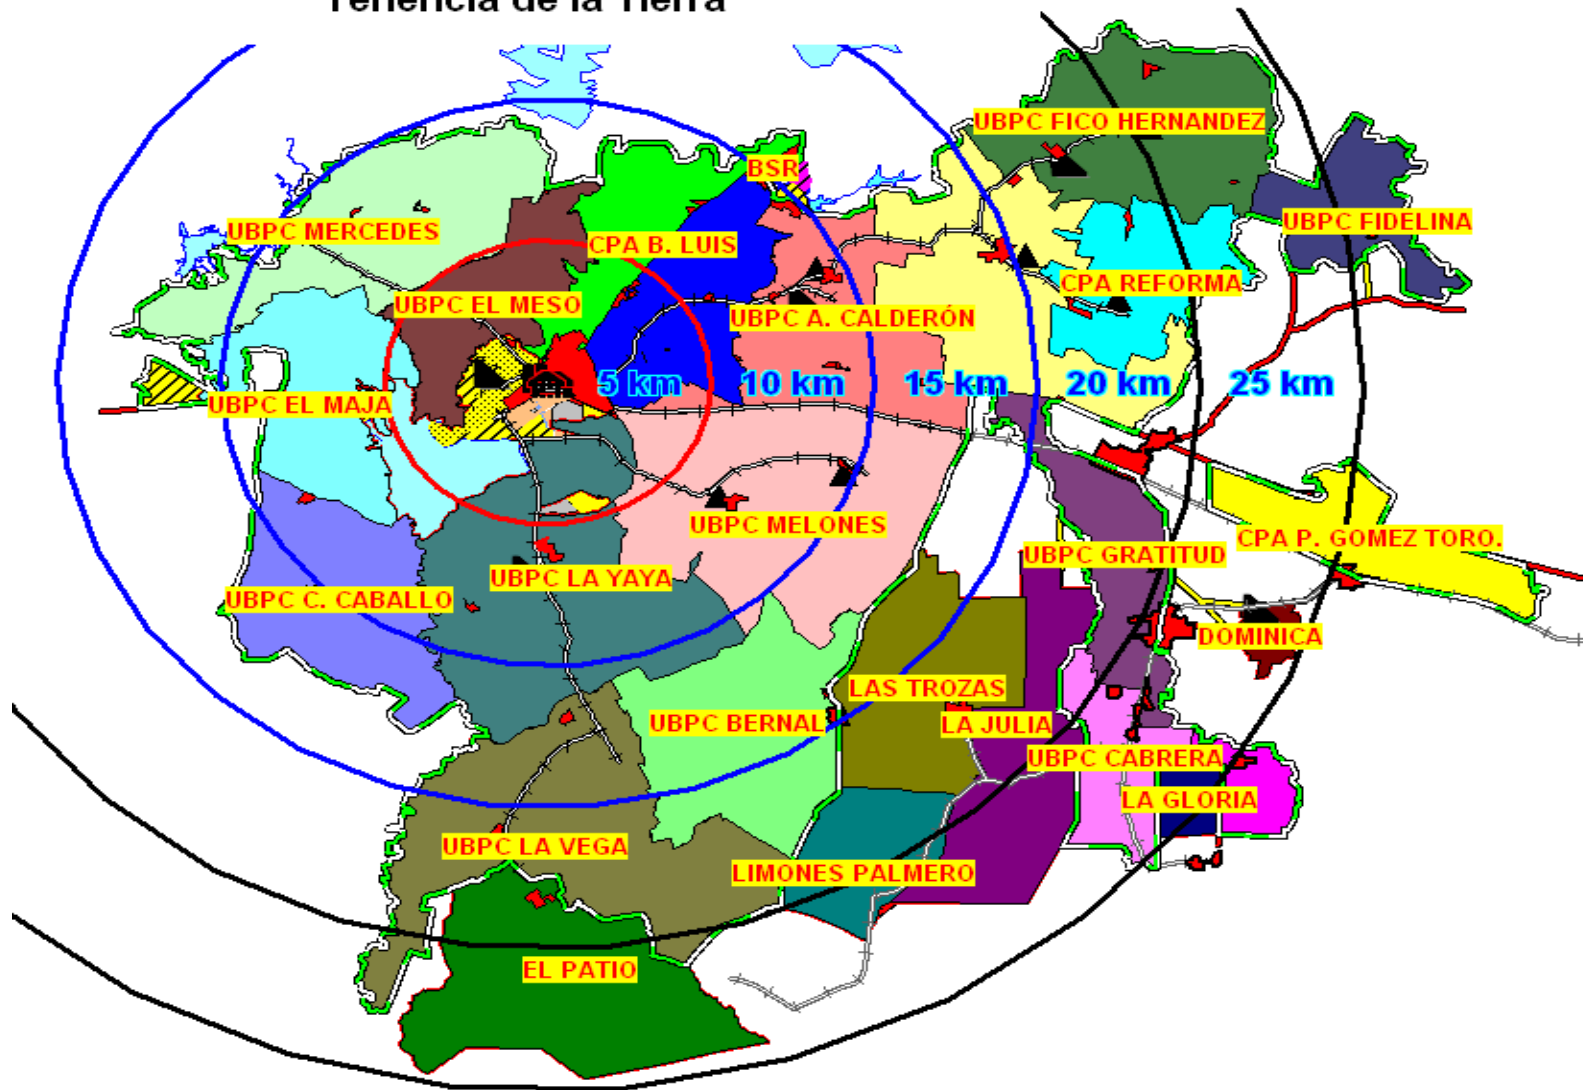 Tenencia de la Tierra
UBPC FICO HERNANDEZ
BSR
UBPC MERCEDES
CPA B. LUIS
UBPC FIDELINA
UBPC EL MESO
CPA REFORMA
UBPC A. CALDERÓN
5 km
10 km
15 km
20 km
25 km
UBPC EL MAJA
UBPC MELONES
CPA P. GOMEZ TORO.
UBPC GRATITUD
UBPC LA YAYA
UBPC C. CABALLO
DOMINICA
LAS TROZAS
UBPC BERNAL
LA JULIA
UBPC CABRERA
LA GLORIA
UBPC LA VEGA
LIMONES PALMERO
EL PATIO